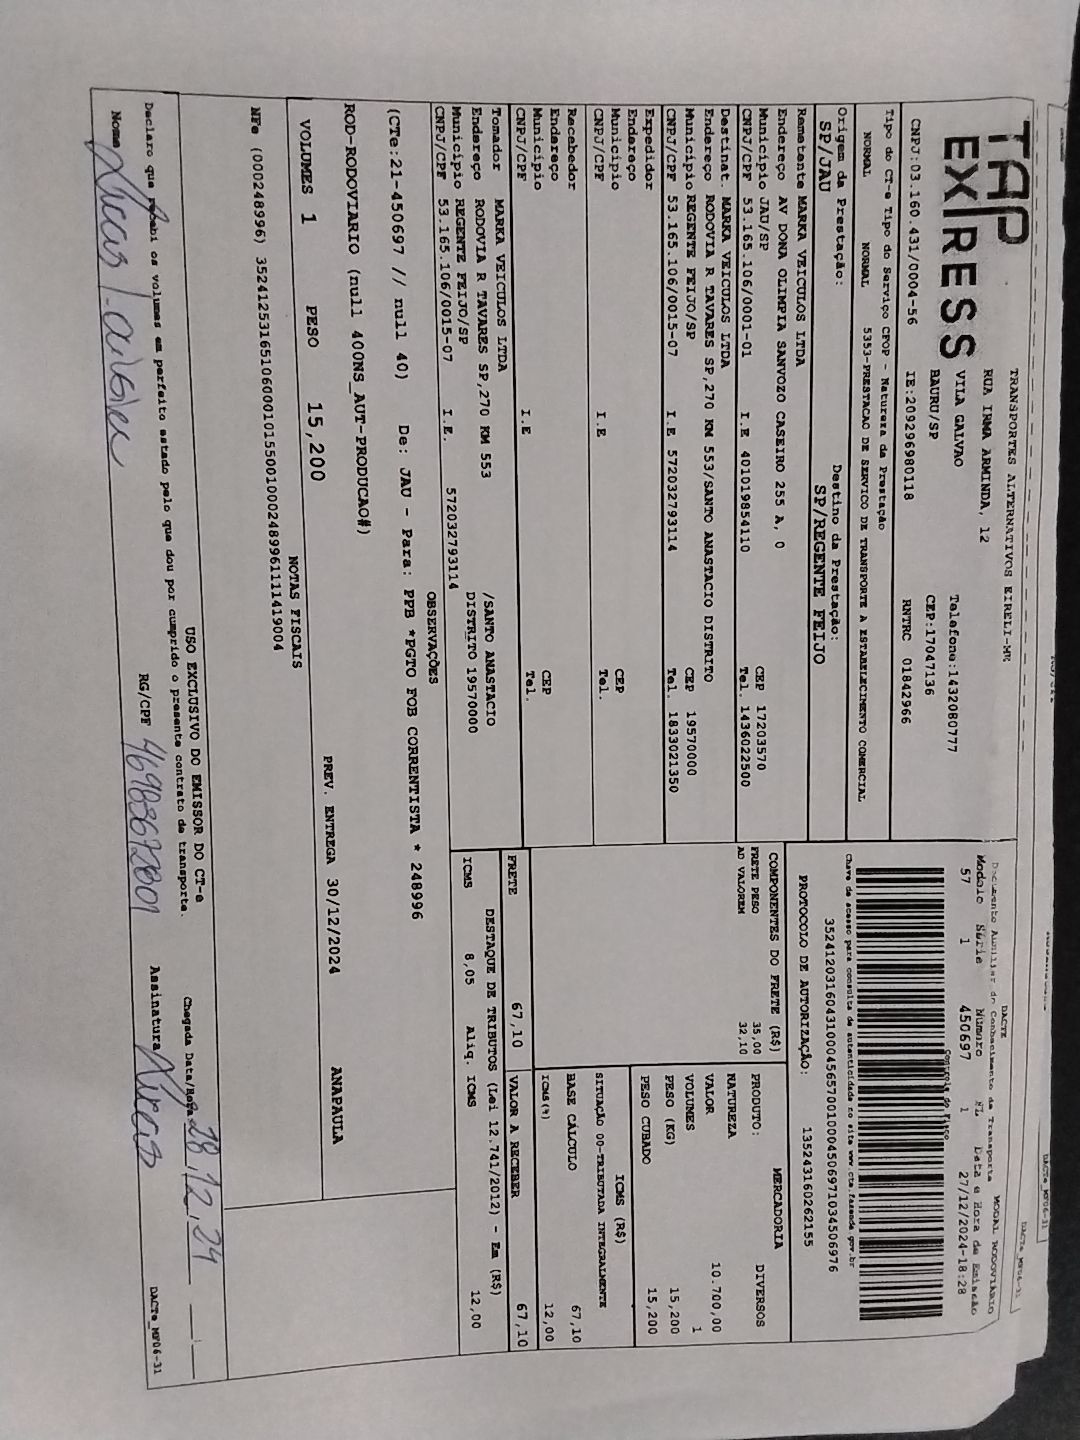 TAP EXPRESS
TRANSPORTES ALTERNATIVOS EIRELI-ME
RUA IRMA ARMINDA, 12
VILA GALVAO
BAURU/SP
Telefone:1432080777
CEP:17047136
CNPJ:03.160.431/0004-56 IE:209296980118 RNTRC 01842966
Tipo do CT-e Tipo do Serviço CFOP - Natureza da Prestação
NORMAL NORMAL 5353-PRESTACAO DE SERVICO DE TRANSPORTE A ESTABELECIMENTO COMERCIAL
Origem da Prestação: Destino da Prestação:
SP/JAU SP/REGENTE FEIJO
Remetente MARKA VEICULOS LTDA
Endereço AV DONA OLIMPIA SANVOZO CASEIRO 255 A, 0
Município JAU/SP CEP 17203570
CNPJ/CPF 53.165.106/0001-01 I.E 401019854110 Tel. 1436022500
Destinat. MARKA VEICULOS LTDA
Endereço RODOVIA R TAVARES SP,270 KM 553/SANTO ANASTACIO DISTRITO
Município REGENTE FEIJO/SP CEP 19570000
CNPJ/CPF 53.165.106/0015-07 I.E 572032793114 Tel. 1833021350
Expedidor
Endereço
Município CEP
CNPJ/CPF I.E Tel.
Recebedor
Endereço
Município CEP
CNPJ/CPF I.E Tel.
Tomador MARKA VEICULOS LTDA
Endereço RODOVIA R TAVARES SP,270 KM 553 /SANTO ANASTACIO
Município REGENTE FEIJO/SP DISTRITO 19570000
CNPJ/CPF 53.165.106/0015-07 I.E. 572032793114
DACTE
Documento Auxiliar do Conhecimento de Transporte MODAL RODOVIÁRIO
Modelo Série Número FL Data e Hora de Emissão
57 1 450697 1 27/12/2024-18:28
Controle do Fisco
Chave de acesso para consulta de autenticidade no site www.cte.fazenda.gov.br
35241203160431000456570010004506971034506976
PROTOCOLO DE AUTORIZAÇÃO: 135243160262155
COMPONENTES DO FRETE (R$)
FRETE PESO 35,00
AD VALOREM 32,10
MERCADORIA
PRODUTO: DIVERSOS
NATUREZA
VALOR 10.700,00
VOLUMES 1
PESO (KG) 15,200
PESO CUBADO 15,200
ICMS (R$)
SITUAÇÃO 00-TRIBUTADA INTEGRALMENTE
BASE CÁLCULO 67,10
ICMS(%) 12,00
FRETE 67,10 VALOR A RECEBER 67,10
DESTAQUE DE TRIBUTOS (Lei 12.741/2012) - Em (R$)
ICMS 8,05 Aliq. ICMS 12,00
OBSERVAÇÕES
(CTe:21-450697 // null 40) De: JAU - Para: PPB *PGTO FOB CORRENTISTA * 248996
ROD-RODOVIARIO (null 400NS_AUT-PRODUCAO#)
PREV. ENTREGA 30/12/2024 ANAPAULA
VOLUMES 1 PESO 15,200
NOTAS FISCAIS
NFe (000248996) 35241253165106000101550010002489961111419004
USO EXCLUSIVO DO EMISSOR DO CT-e
Declaro que recebi os volumes em perfeito estado pelo que dou por cumprido o presente contrato de transporte.
Chegada Data/Hora 28,12,24
Nome RG/CPF 46983672801 Assinatura
DACTe_MF06-31
DACTe_MF06-31
DACTe_MF06-31